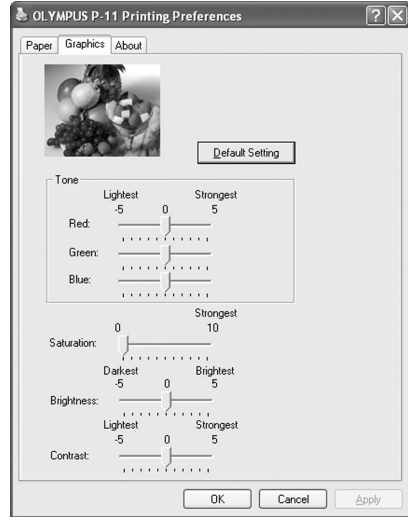 OLYMPUS P-11 Printing Preferences
Paper Graphics About
Default Setting
Tone
Lightest Strongest
-5 0 5
Red:
Green:
Blue:
Strongest
0 10
Saturation:
Darkest Brightest
-5 0 5
Brightness:
Lightest Strongest
-5 0 5
Contrast:
OK Cancel Apply